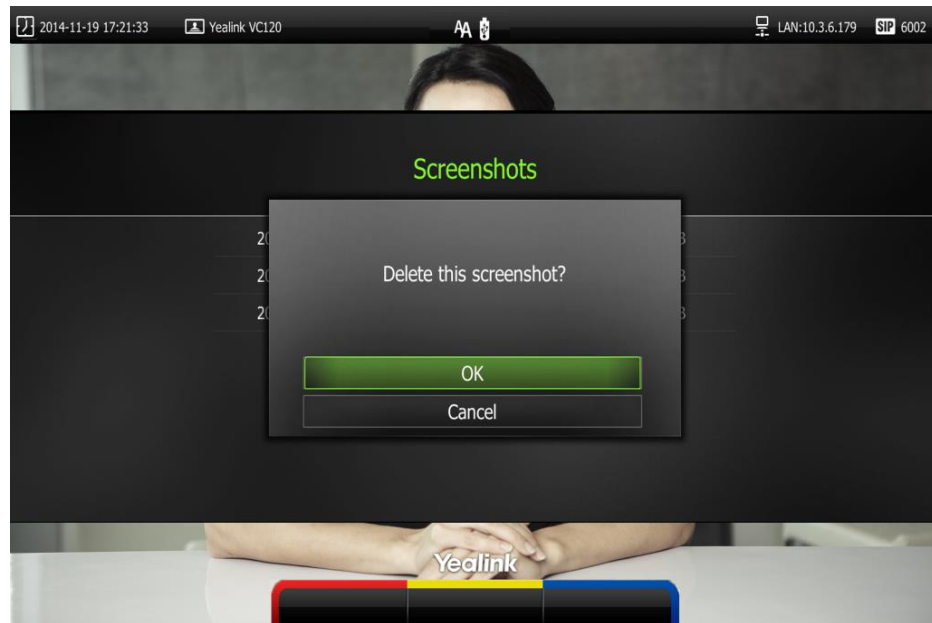 2014-11-19 17:21:33 Yealink VC120 AA LAN:10.3.6.179 SIP 6002
Screenshots
Delete this screenshot?
OK
Cancel
Yealink